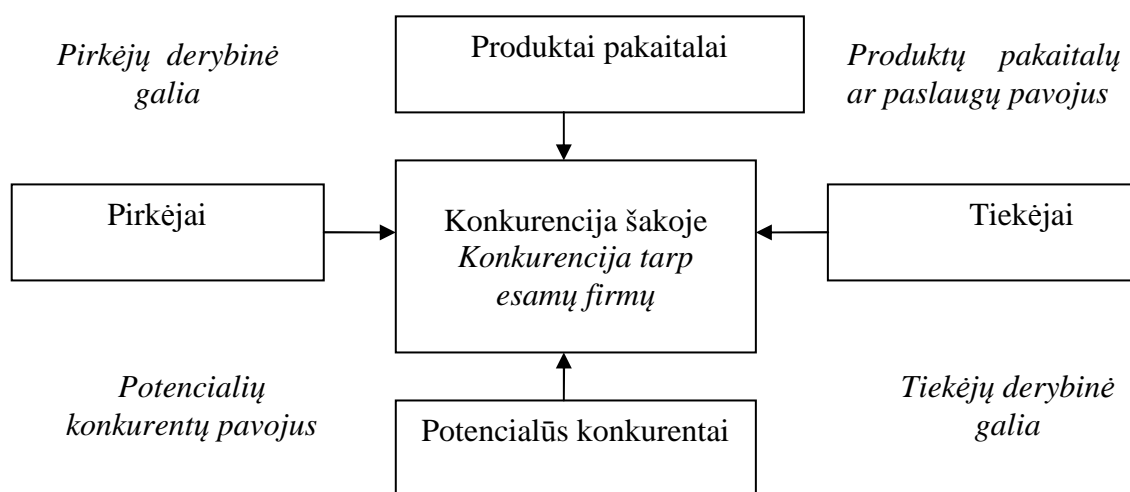 Produktai pakaitalai
Pirkėjų derybinė
galia
Produktų pakaitalų
ar paslaugų pavojus
Pirkėjai
Konkurencija šakoje
Konkurencija tarp
esamų firmų
Tiekėjai
Potencialių
konkurentų pavojus
Potencialūs konkurentai
Tiekėjų derybinė
galia